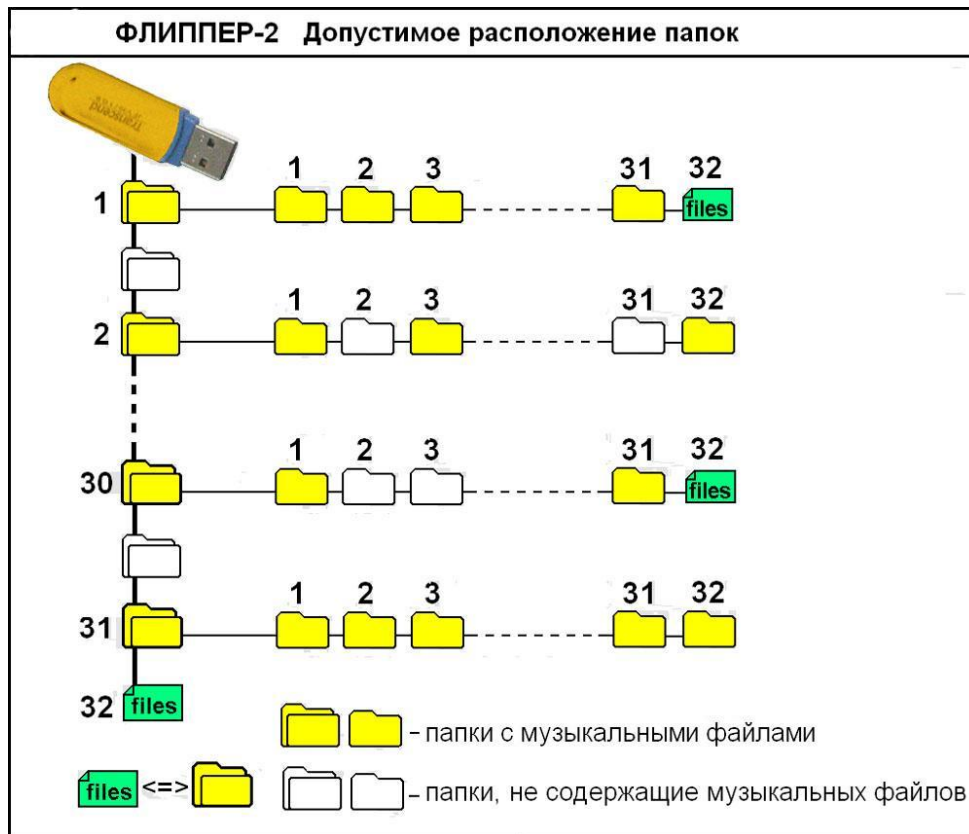 ФЛИППЕР-2 Допустимое расположение папок
Transcend
1 2 3 31 32
1 files
1 2 3 31 32
2
1 2 3 31 32
30 files
1 2 3 31 32
31
32 files
– папки с музыкальными файлами
files <=> – папки, не содержащие музыкальных файлов